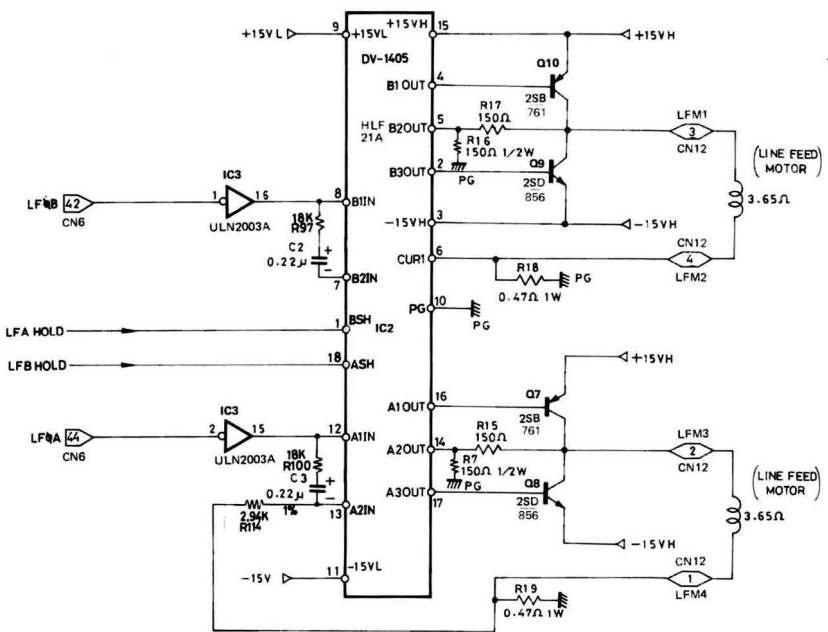 +15VL
9
+15VL
+15VH
15
+15VH
DV-1405
Q10
4
B1OUT
2SB
761
R17
150Ω
LFM1
HLF
21A
B2OUT
5
R16
150Ω 1/2W
3
CN12
PG
Q9
B3OUT
2
2SD
856
(LINE FEED
MOTOR)
3.65Ω
IC3
LFφB
42
CN6
1
16
8
B1IN
ULN2003A
18K
R97
C2
+
0.22μ
-
7
B2IN
-15VH
3
-15VH
CUR1
6
CN12
4
LFM2
R18
PG
0.47Ω 1W
PG
10
PG
LFA HOLD
1
BSH
IC2
LFB HOLD
18
ASH
+15VH
IC3
LFφA
44
CN6
2
15
12
A1IN
ULN2003A
18K
R100
C3
+
0.22μ
-
2.94K
1%
R114
13
A2IN
A1OUT
16
Q7
2SB
761
A2OUT
14
R15
150Ω
R7
150Ω 1/2W
PG
LFM3
2
CN12
A3OUT
17
Q8
2SD
856
(LINE FEED
MOTOR)
3.65Ω
-15V
11
-15VL
-15VH
CN12
1
LFM4
R19
0.47Ω 1W